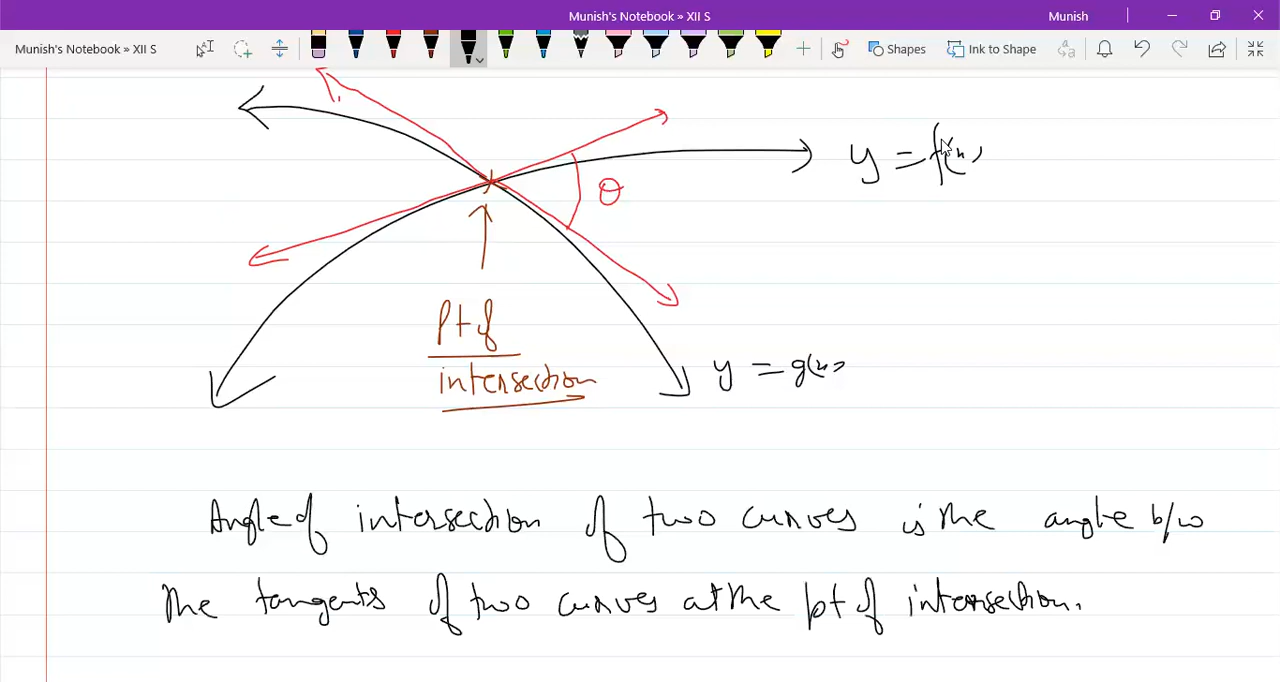 Munish's Notebook » XII S
Munish
Munish's Notebook » XII S
Shapes
Ink to Shape
y = f(x)
θ
Pt of
intersection
y = g(x)
Angle of intersection of two curves is the angle b/w
the tangents of two curves at the pt of intersection.